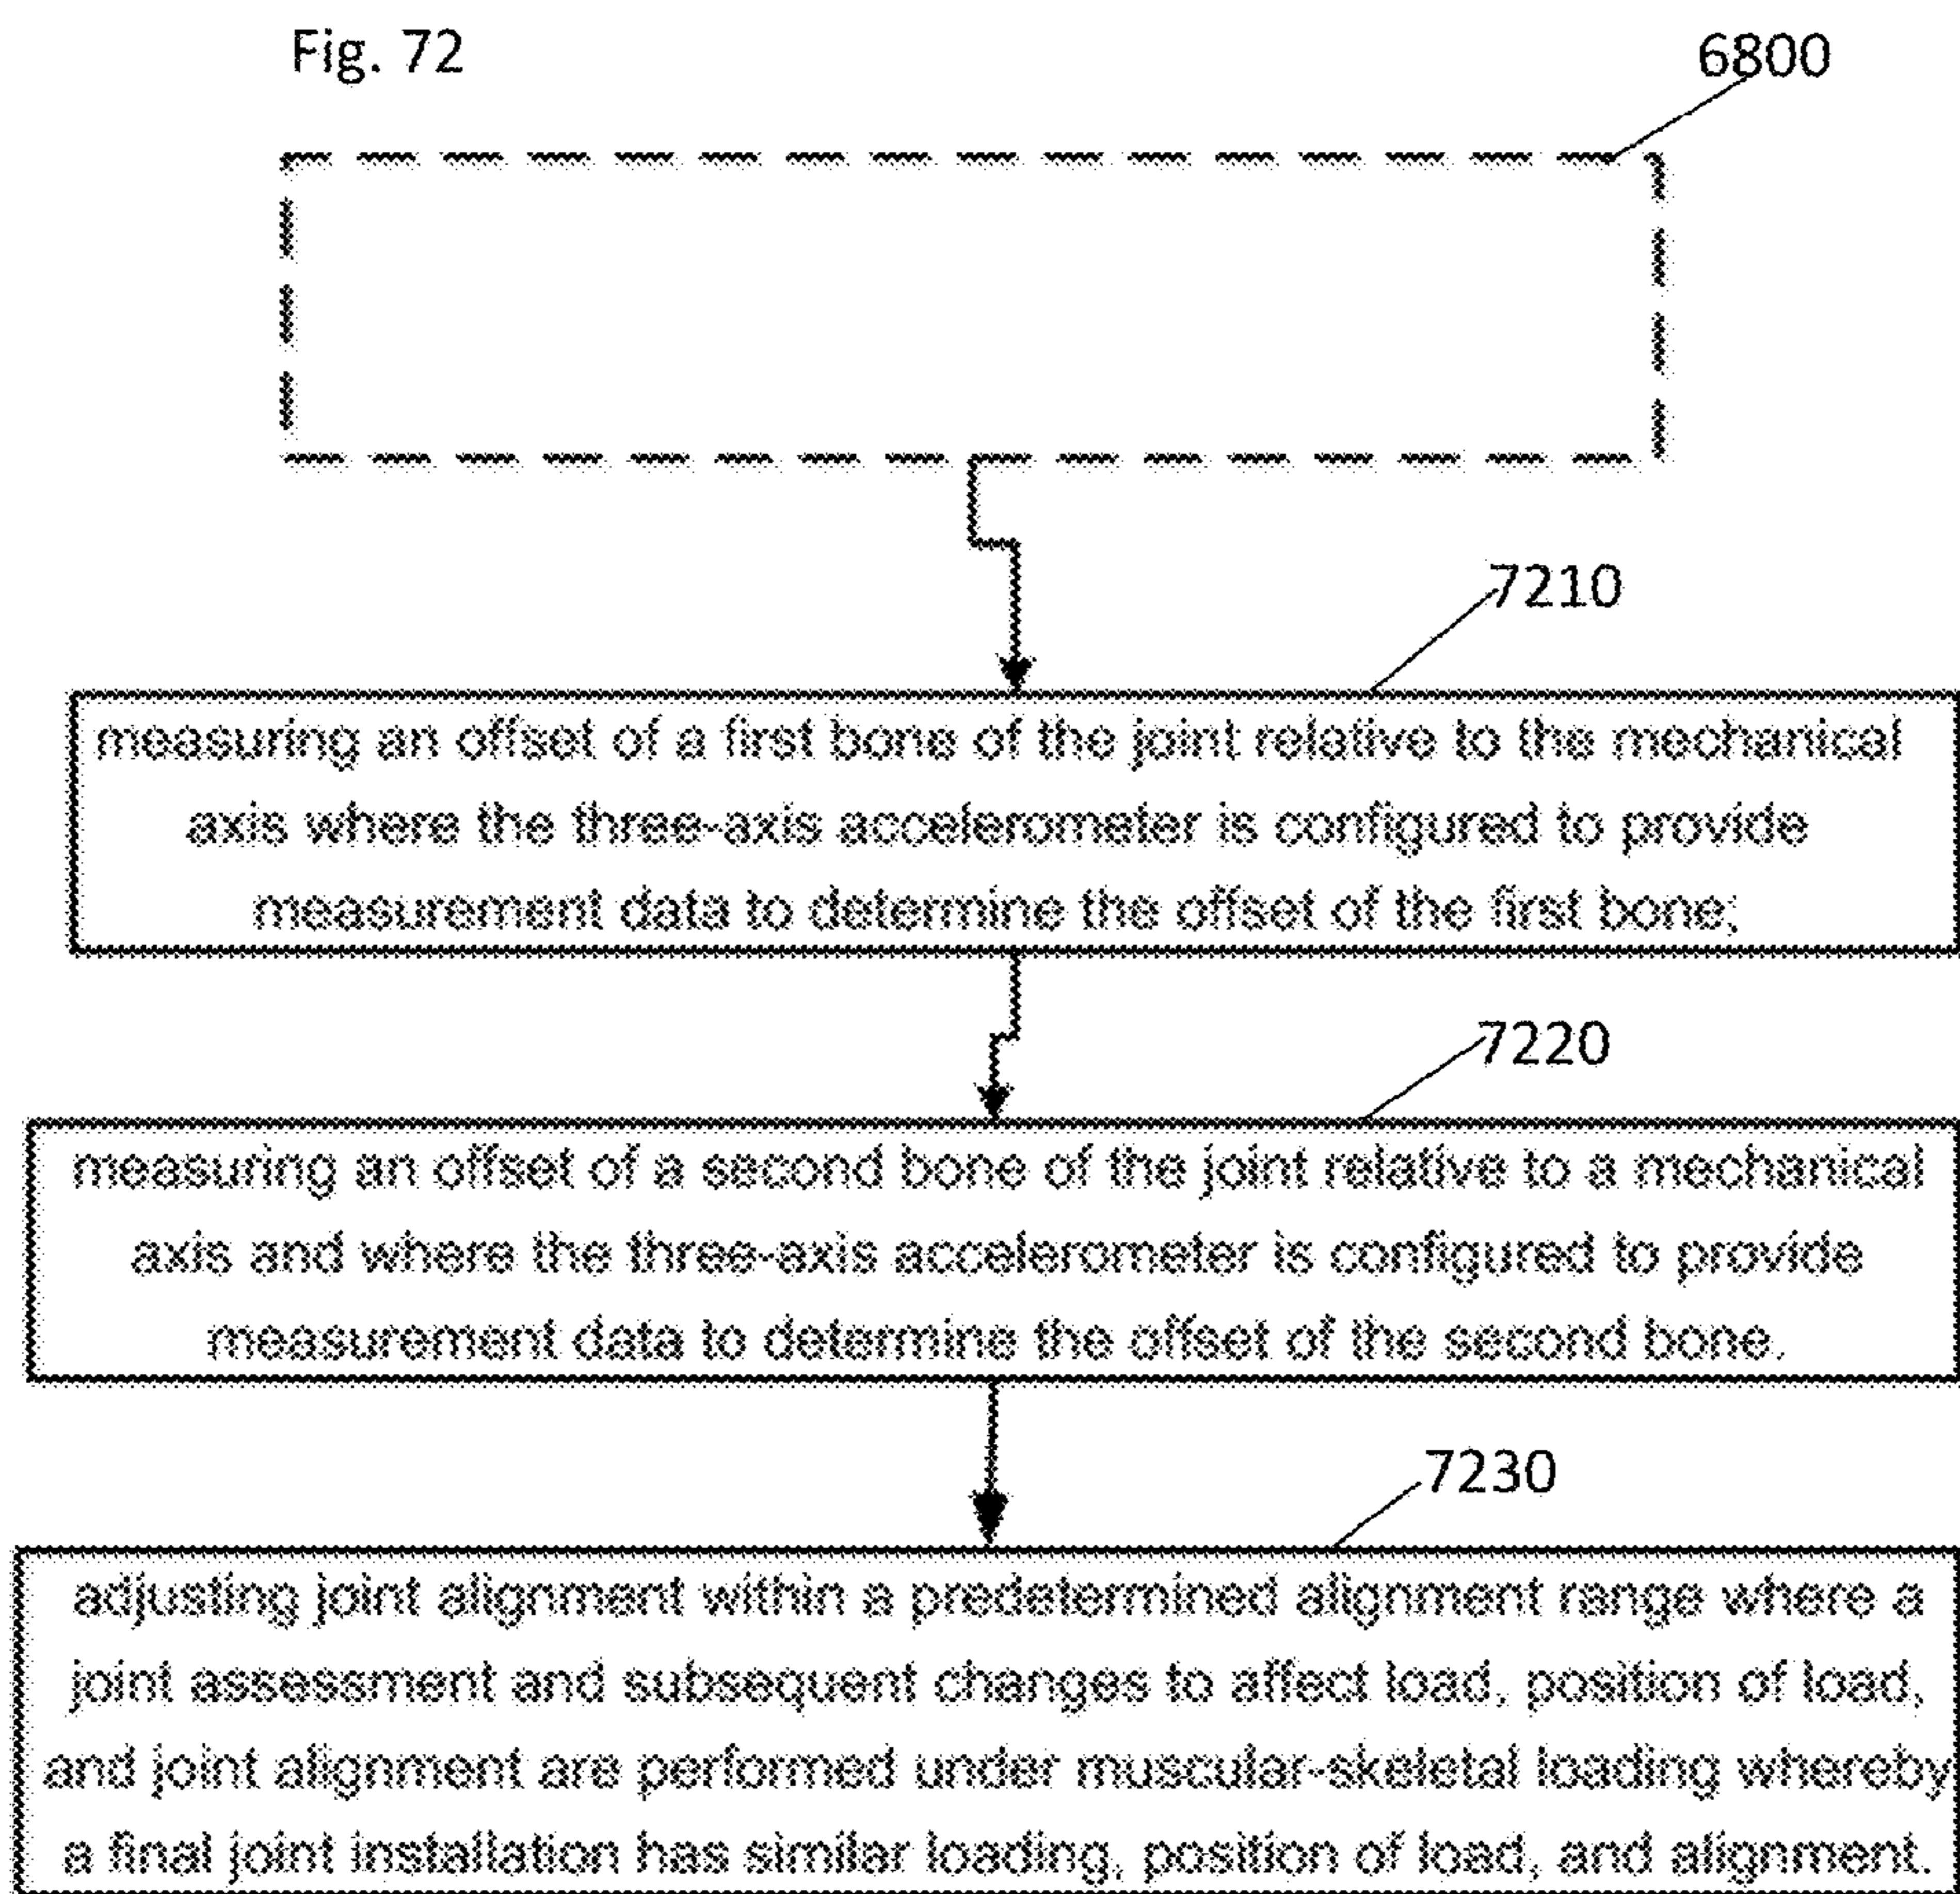 Fig. 72
6800
7210
measuring an offset of a first bone of the joint relative to the mechanical
axis where the three-axis accelerometer is configured to provide
measurement data to determine the offset of the first bone;
7220
measuring an offset of a second bone of the joint relative to a mechanical
axis and where the three-axis accelerometer is configured to provide
measurement data to determine the offset of the second bone.
7230
adjusting joint alignment within a predetermined alignment range where a
joint assessment and subsequent changes to affect load, position of load,
and joint alignment are performed under muscular-skeletal loading whereby
a final joint installation has similar loading, position of load, and alignment.